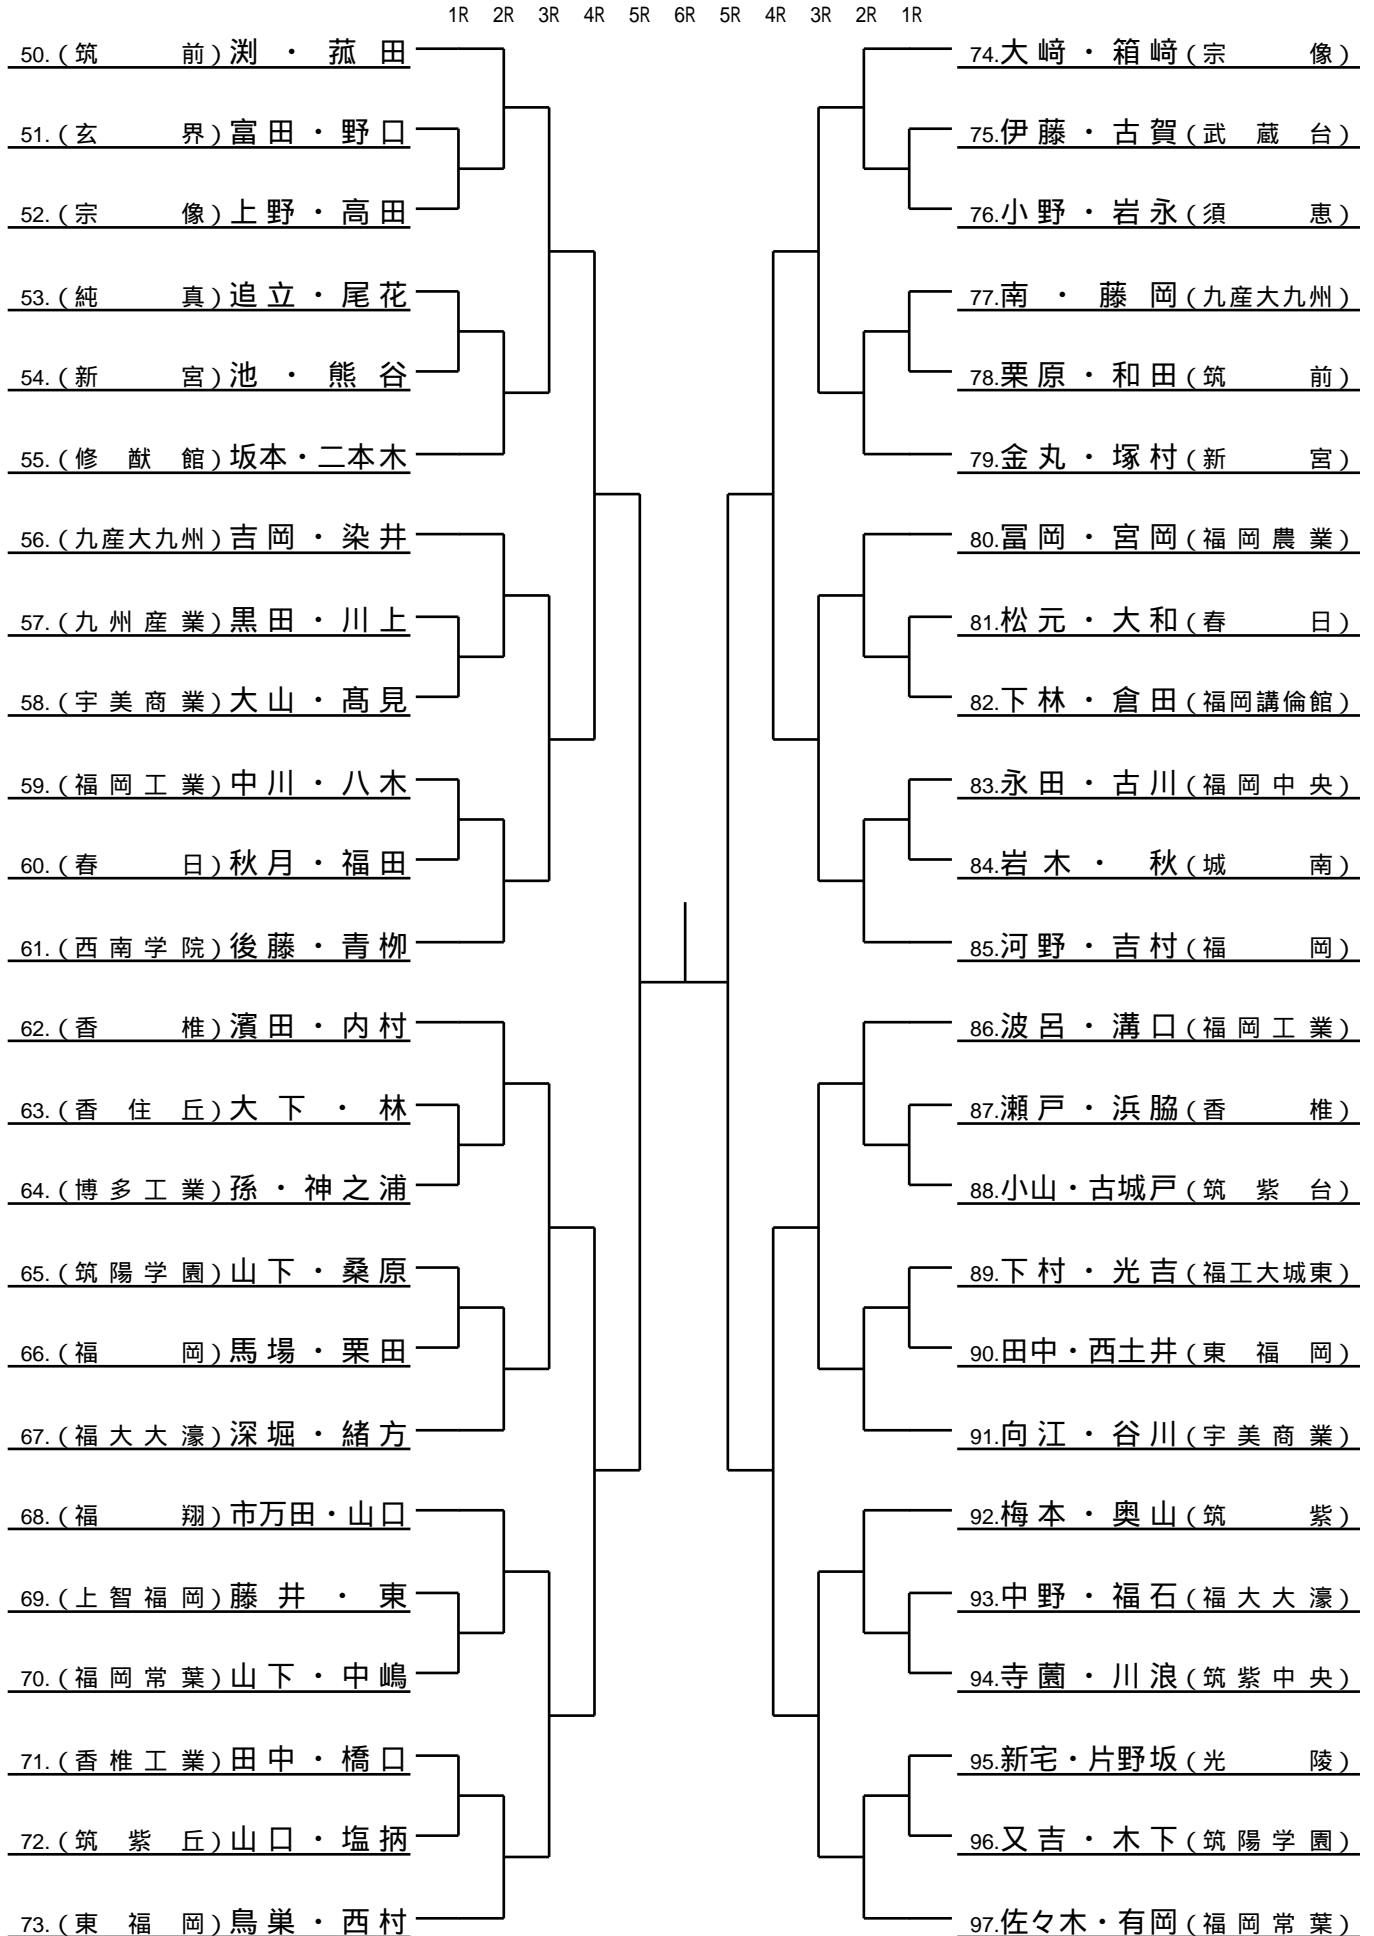 1R 2R 3R 4R 5R 6R 5R 4R 3R 2R 1R
50.(筑前)渕・菰田
51.(玄界)富田・野口
52.(宗像)上野・高田
53.(純真)追立・尾花
54.(新宮)池・熊谷
55.(修猷館)坂本・二本木
56.(九産大九州)吉岡・染井
57.(九州産業)黒田・川上
58.(宇美商業)大山・髙見
59.(福岡工業)中川・八木
60.(春日)秋月・福田
61.(西南学院)後藤・青栁
62.(香椎)濱田・内村
63.(香住丘)大下・林
64.(博多工業)孫・神之浦
65.(筑陽学園)山下・桑原
66.(福岡)馬場・栗田
67.(福大大濠)深堀・緒方
68.(福翔)市万田・山口
69.(上智福岡)藤井・東
70.(福岡常葉)山下・中嶋
71.(香椎工業)田中・橋口
72.(筑紫丘)山口・塩柄
73.(東福岡)鳥巣・西村
74.大﨑・箱﨑(宗像)
75.伊藤・古賀(武蔵台)
76.小野・岩永(須恵)
77.南・藤岡(九産大九州)
78.栗原・和田(筑前)
79.金丸・塚村(新宮)
80.冨岡・宮岡(福岡農業)
81.松元・大和(春日)
82.下林・倉田(福岡講倫館)
83.永田・古川(福岡中央)
84.岩木・秋(城南)
85.河野・吉村(福岡)
86.波呂・溝口(福岡工業)
87.瀬戸・浜脇(香椎)
88.小山・古城戸(筑紫台)
89.下村・光吉(福工大城東)
90.田中・西土井(東福岡)
91.向江・谷川(宇美商業)
92.梅本・奥山(筑紫)
93.中野・福石(福大大濠)
94.寺薗・川浪(筑紫中央)
95.新宅・片野坂(光陵)
96.又吉・木下(筑陽学園)
97.佐々木・有岡(福岡常葉)